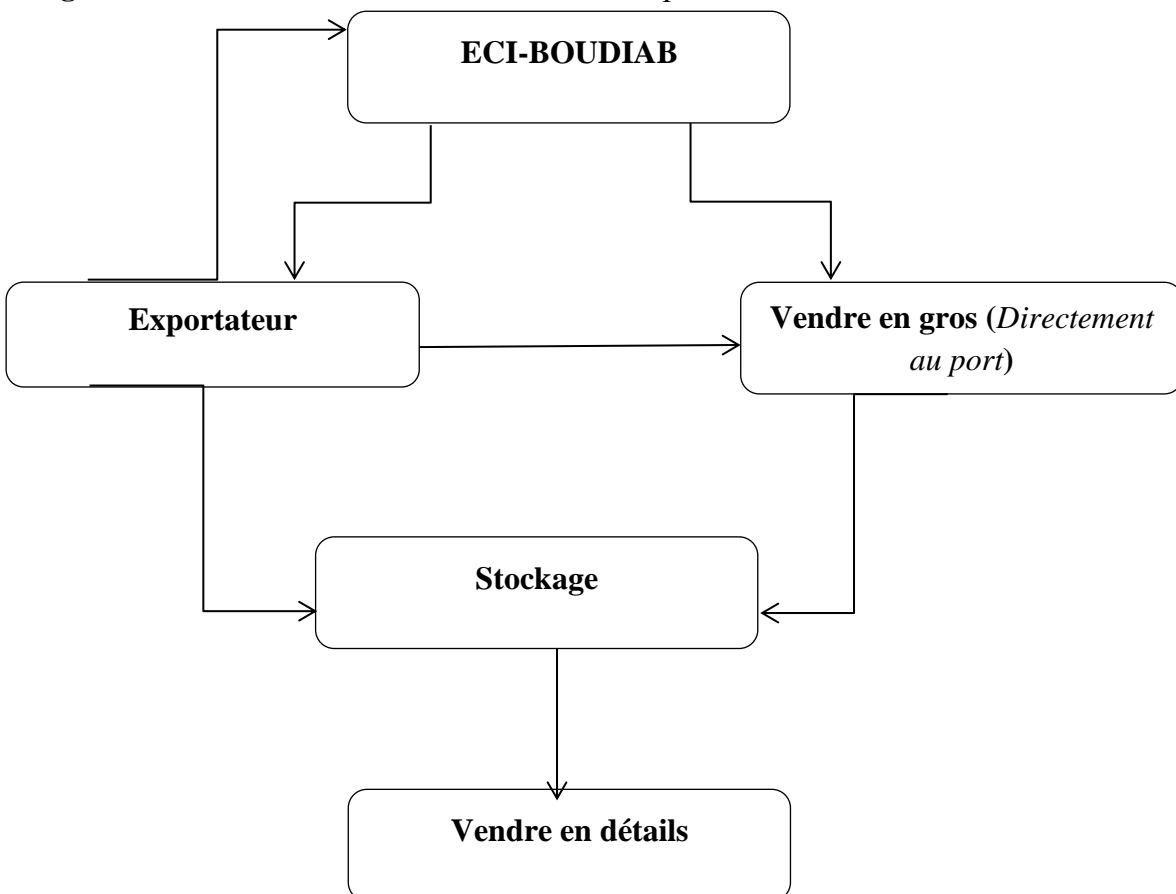 ECI-BOUDIAB
Exportateur
Vendre en gros (Directement
au port)
Stockage
Vendre en détails